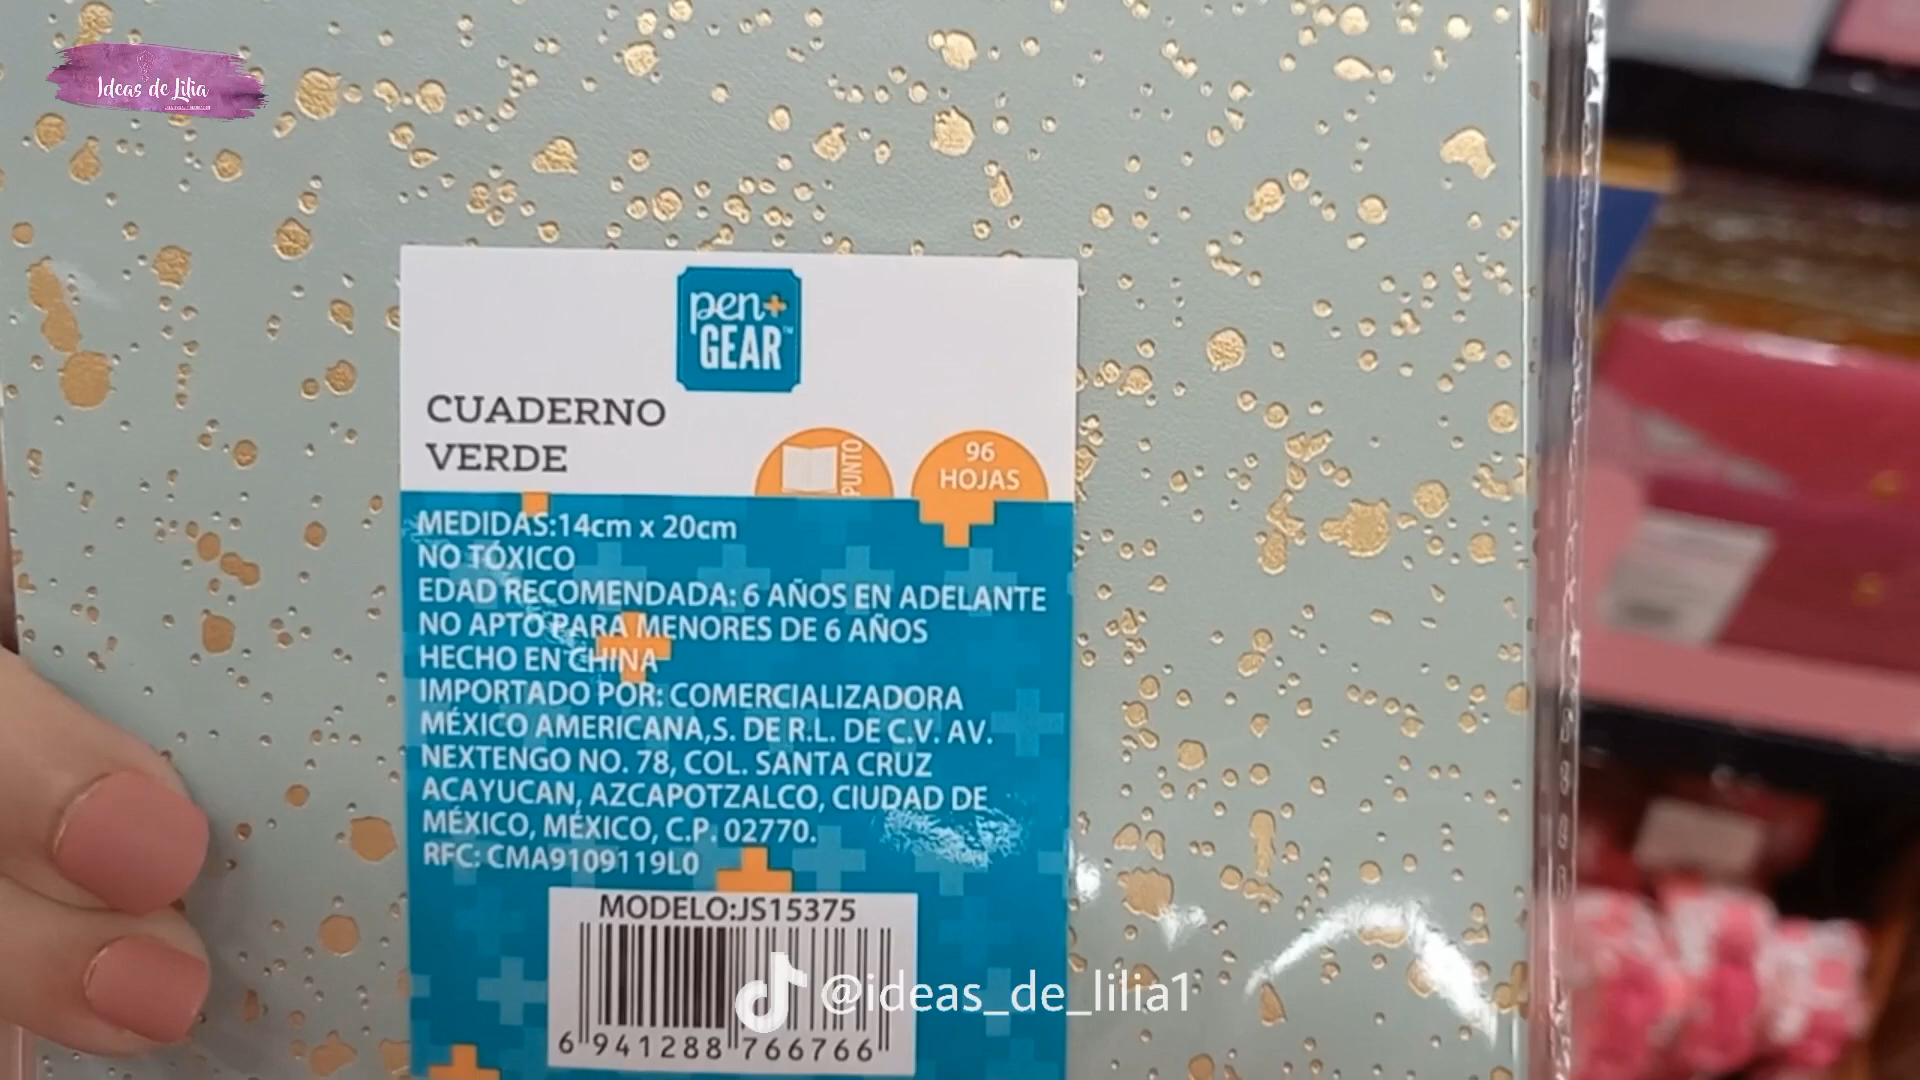 Ideas de Lilia
pen+
GEAR™
CUADERNO
VERDE
PUNTO
96
HOJAS
MEDIDAS:14cm x 20cm
NO TÓXICO
EDAD RECOMENDADA: 6 AÑOS EN ADELANTE
NO APTO PARA MENORES DE 6 AÑOS
HECHO EN CHINA
IMPORTADO POR: COMERCIALIZADORA
MÉXICO AMERICANA,S. DE R.L. DE C.V. AV.
NEXTENGO NO. 78, COL. SANTA CRUZ
ACAYUCAN, AZCAPOTZALCO, CIUDAD DE
MÉXICO, MÉXICO, C.P. 02770.
RFC: CMA9109119L0
MODELO:JS15375
@ideas_de_lilia1
6 941288 766766